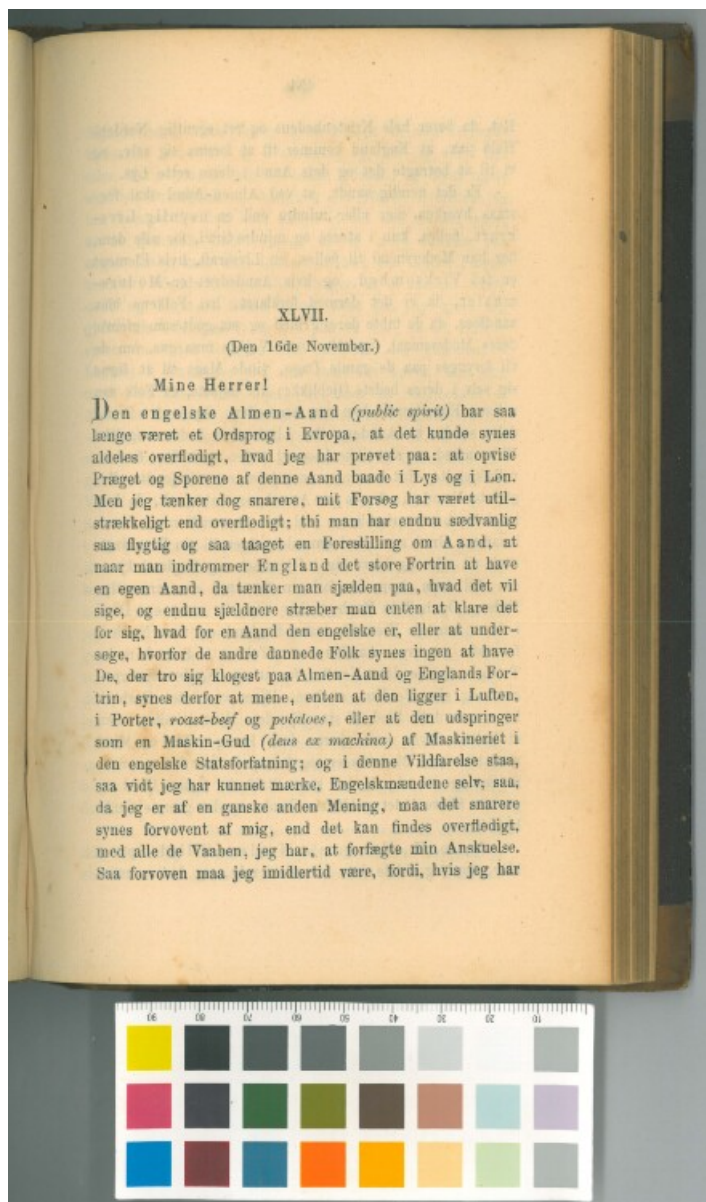 XLVII.
(Den 16de November.)
Mine Herrer!
Den engelske Almen-Aand (public spirit) har saa
længe været et Ordsprog i Evropa, at det kunde synes
aldeles overflødigt, hvad jeg har prøvet paa: at opvise
Præget og Sporene af denne Aand baade i Lys og i Løn.
Men jeg tænker dog snarere, mit Forsøg har været util-
strækkeligt end overflødigt; thi man har endnu sædvanlig
saa flygtig og saa taaget en Forestilling om Aand, at
naar man indrømmer England det store Fortrin at have
en egen Aand, da tænker man sjælden paa, hvad det vil
sige, og endnu sjældnere stræber man enten at klare det
for sig, hvad for en Aand den engelske er, eller at under-
søge, hvorfor de andre dannede Folk synes ingen at have
De, der tro sig klogest paa Almen-Aand og Englands For-
trin, synes derfor at mene, enten at den ligger i Luften,
i Porter, roast-beef og potatoes, eller at den udspringer
som en Maskin-Gud (deus ex machina) af Maskineriet i
den engelske Statsforfatning; og i denne Vildfarelse staa,
saa vidt jeg har kunnet mærke, Engelskmændene selv; saa,
da jeg er af en ganske anden Mening, maa det snarere
synes forvovent af mig, end det kan findes overflødigt,
med alle de Vaaben, jeg har, at forfægte min Anskuelse.
Saa forvoven maa jeg imidlertid være, fordi, hvis jeg har
90 80 70 60 50 40 30 20 10